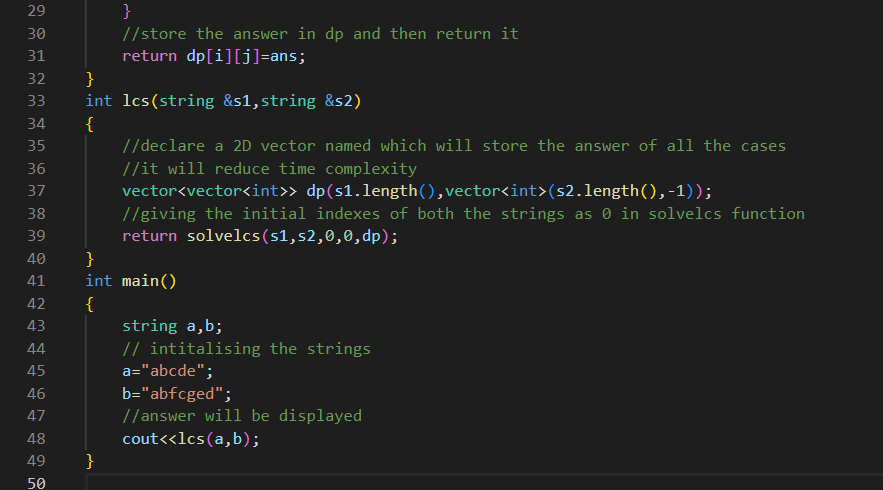 29 }
30 //store the answer in dp and then return it
31 return dp[i][j]=ans;
32 }
33 int lcs(string &s1,string &s2)
34 {
35 //declare a 2D vector named which will store the answer of all the cases
36 //it will reduce time complexity
37 vector<vector<int>> dp(s1.length(),vector<int>(s2.length(),-1));
38 //giving the initial indexes of both the strings as 0 in solvelcs function
39 return solvelcs(s1,s2,0,0,dp);
40 }
41 int main()
42 {
43 string a,b;
44 // intitalising the strings
45 a="abcde";
46 b="abfcged";
47 //answer will be displayed
48 cout<<lcs(a,b);
49 }
50